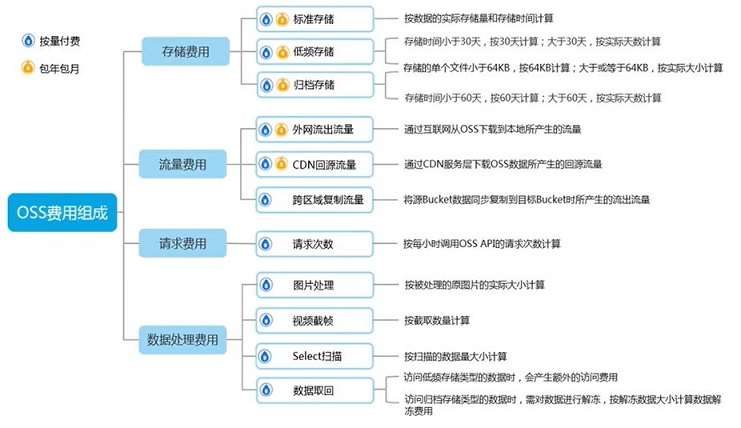 按量付费
包年包月
OSS费用组成
存储费用
标准存储
按数据的实际存储量和存储时间计算
低频存储
存储时间小于30天，按30天计算；大于30天，按实际天数计算
存储的单个文件小于64KB，按64KB计算；大于或等于64KB，按实际大小计算
归档存储
存储时间小于60天，按60天计算；大于60天，按实际天数计算
流量费用
外网流出流量
通过互联网从OSS下载到本地所产生的流量
CDN回源流量
通过CDN服务层下载OSS数据所产生的回源流量
跨区域复制流量
将源Bucket数据同步复制到目标Bucket时所产生的流出流量
请求费用
请求次数
按每小时调用OSS API的请求次数计算
数据处理费用
图片处理
按被处理的原图片的实际大小计算
视频截帧
按截取数量计算
Select扫描
按扫描的数据量大小计算
数据取回
访问低频存储类型的数据时，会产生额外的访问费用
访问归档存储类型的数据时，需对数据进行解冻，按解冻数据大小计算数据解
冻费用